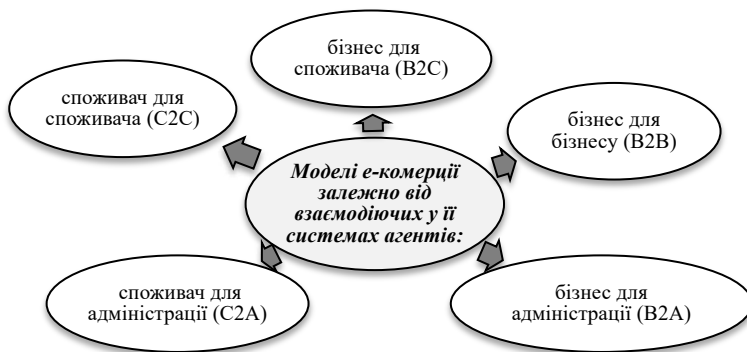 бізнес для
споживача (B2C)
споживач для
споживача (C2C)
бізнес для
бізнесу (B2B)
Моделі е-комерції
залежно від
взаємодіючих у її
системах агентів:
споживач для
адміністрації (C2A)
бізнес для
адміністрації (B2A)